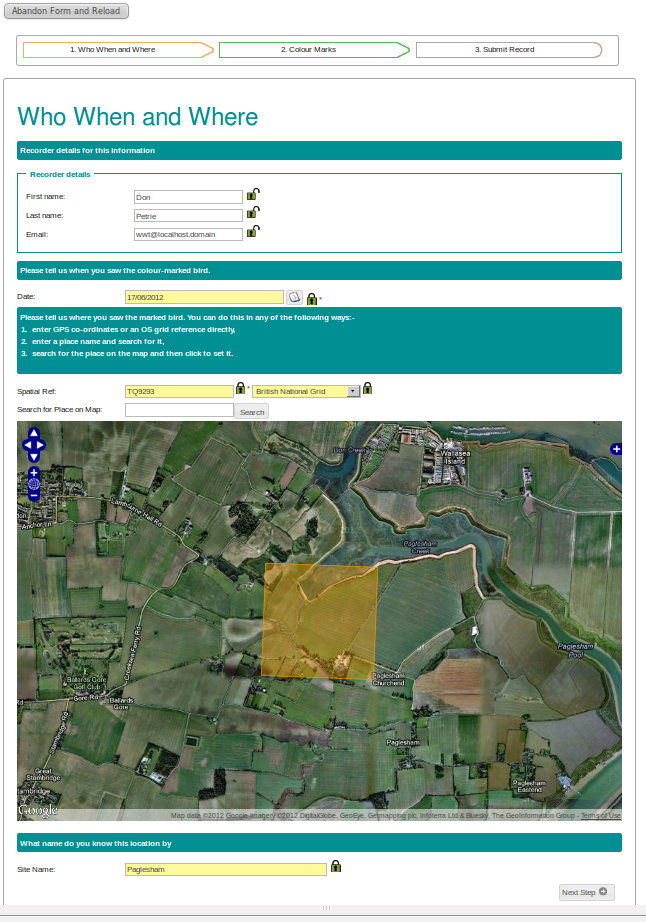 Abandon Form and Reload
1. Who When and Where
2. Colour Marks
3. Submit Record
Who When and Where
Recorder details for this information
Recorder details
First name:
Don
Last name:
Petrie
Email:
wwt@localhost.domain
Please tell us when you saw the colour-marked bird.
Date:
17/06/2012
*
Please tell us where you saw the marked bird. You can do this in any of the following ways:-
1. enter GPS co-ordinates or an OS grid reference directly,
2. enter a place name and search for it,
3. search for the place on the map and then click to set it.
Spatial Ref:
TQ9293
*
British National Grid
Search for Place on Map:
Search
Lion Creek
Wallasea
Island
Lambourne Hall Rd
don
Anchor Ln
Paglesham
Creek
Creeksea Ferry Rd
Paglesham
Pool
Ballards Gore
Golf Club
Paglesham
Churchend
Rd
Gore Rd
Ballards
Gore
Stambridge Rd
Paglesham
Great
Stambridge
Paglesham
Eastend
tambridge
Google
Map data ©2012 Google Imagery ©2012 DigitalGlobe, GeoEye, Getmapping plc, Infoterra Ltd & Bluesky, The GeoInformation Group - Terms of Use
What name do you know this location by
Site Name:
Paglesham
Next Step